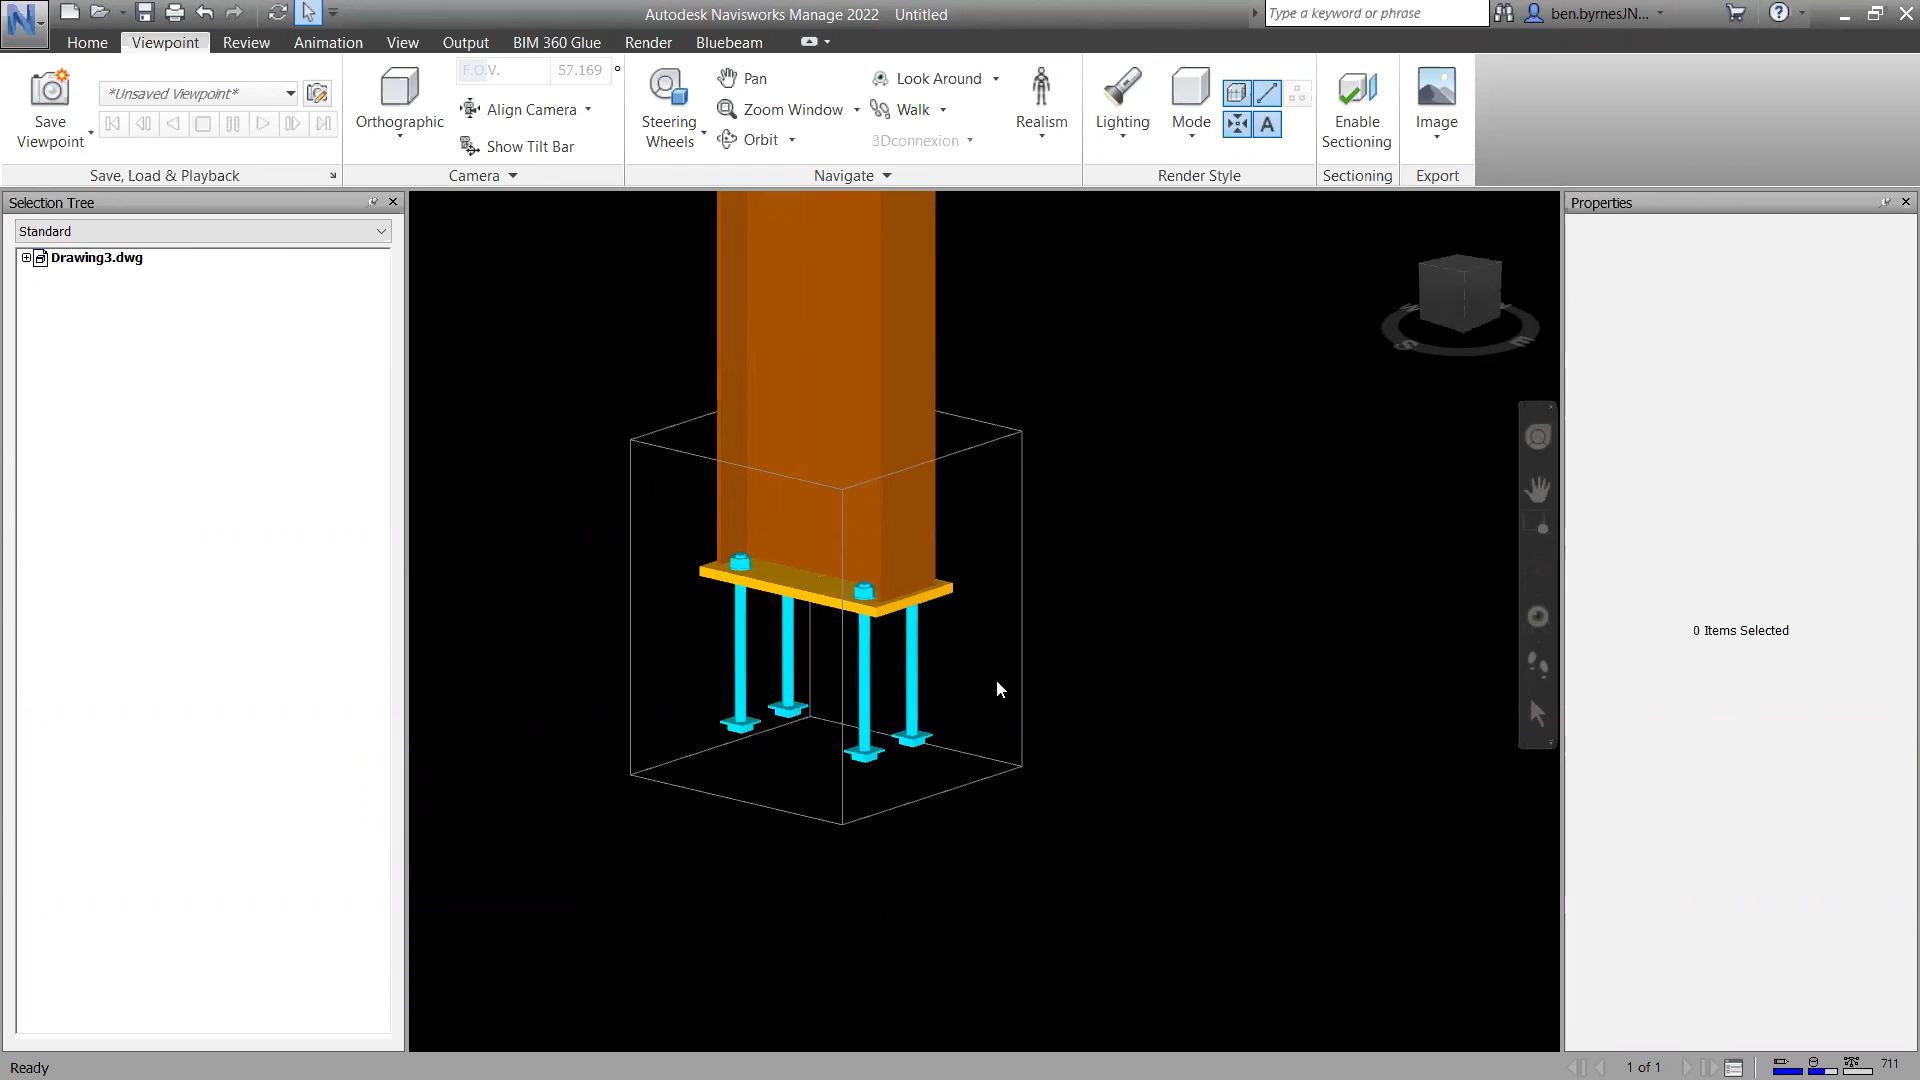 Autodesk Navisworks Manage 2022 Untitled
Type a keyword or phrase
ben.byrnesJN...
Home Viewpoint Review Animation View Output BIM 360 Glue Render Bluebeam
Save Viewpoint
*Unsaved Viewpoint*
Orthographic
F.O.V. 57.169 °
Align Camera
Show Tilt Bar
Steering Wheels
Pan
Zoom Window
Orbit
Look Around
Walk
3Dconnexion
Realism
Lighting
Mode
A
Enable Sectioning
Image
Save, Load & Playback
Camera
Navigate
Render Style
Sectioning
Export
Selection Tree
Standard
Drawing3.dwg
Properties
0 Items Selected
S
E
Ready
1 of 1
711